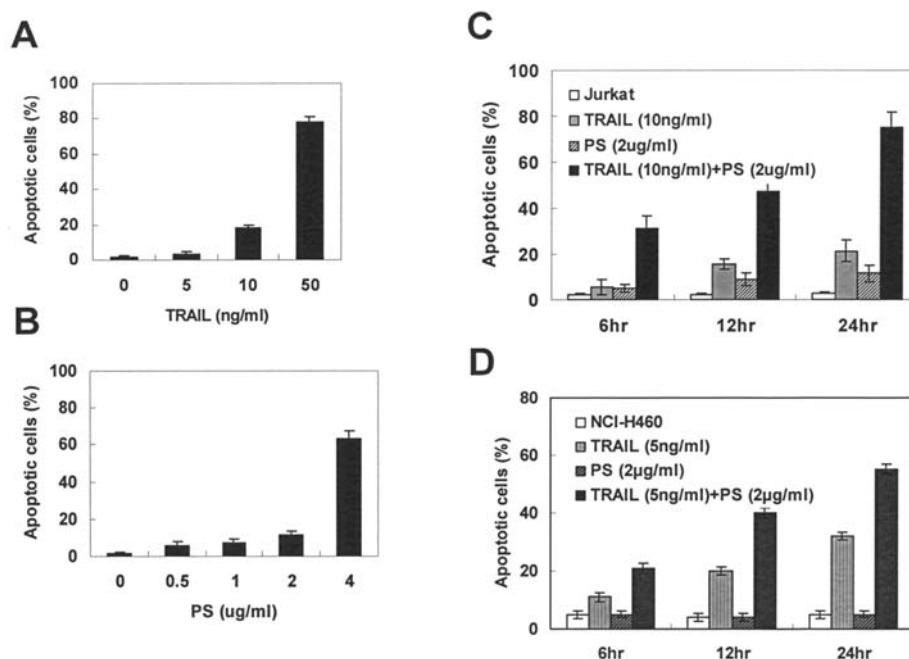 A
Apoptotic cells (%)
100
80
60
40
20
0
0 5 10 50
TRAIL (ng/ml)
B
Apoptotic cells (%)
100
80
60
40
20
0
0 0.5 1 2 4
PS (ug/ml)
C
Apoptotic cells (%)
100
80
60
40
20
0
Jurkat
TRAIL (10ng/ml)
PS (2ug/ml)
TRAIL (10ng/ml)+PS (2ug/ml)
6hr 12hr 24hr
D
Apoptotic cells (%)
80
60
40
20
0
NCI-H460
TRAIL (5ng/ml)
PS (2µg/ml)
TRAIL (5ng/ml)+PS (2µg/ml)
6hr 12hr 24hr